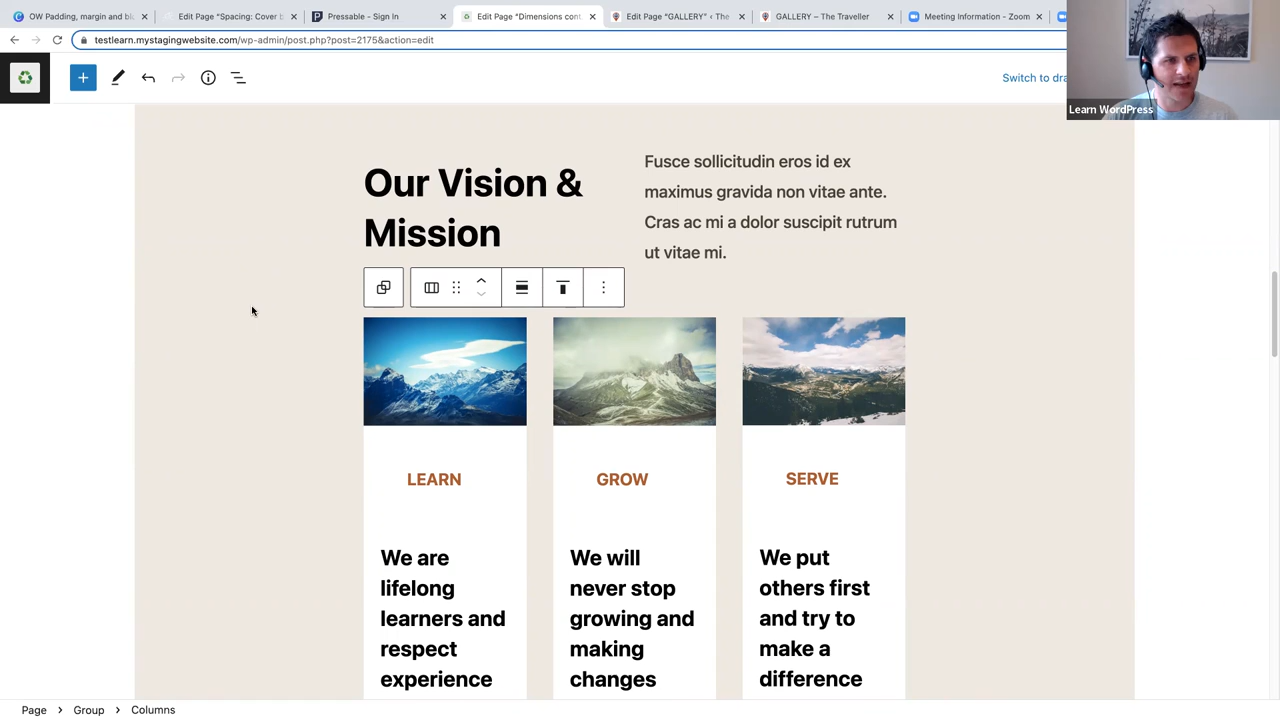 OW Padding, margin and blo
Edit Page "Spacing: Cover b
Pressable - Sign In
Edit Page "Dimensions cont
Edit Page "GALLERY" ‹ The
GALLERY – The Traveller
Meeting Information - Zoom
testlearn.mystagingwebsite.com/wp-admin/post.php?post=2175&action=edit
Switch to dra
Learn WordPress
Our Vision &
Mission
Fusce sollicitudin eros id ex
maximus gravida non vitae ante.
Cras ac mi a dolor suscipit rutrum
ut vitae mi.
LEARN
GROW
SERVE
We are
lifelong
learners and
respect
experience
We will
never stop
growing and
making
changes
We put
others first
and try to
make a
difference
Page > Group > Columns